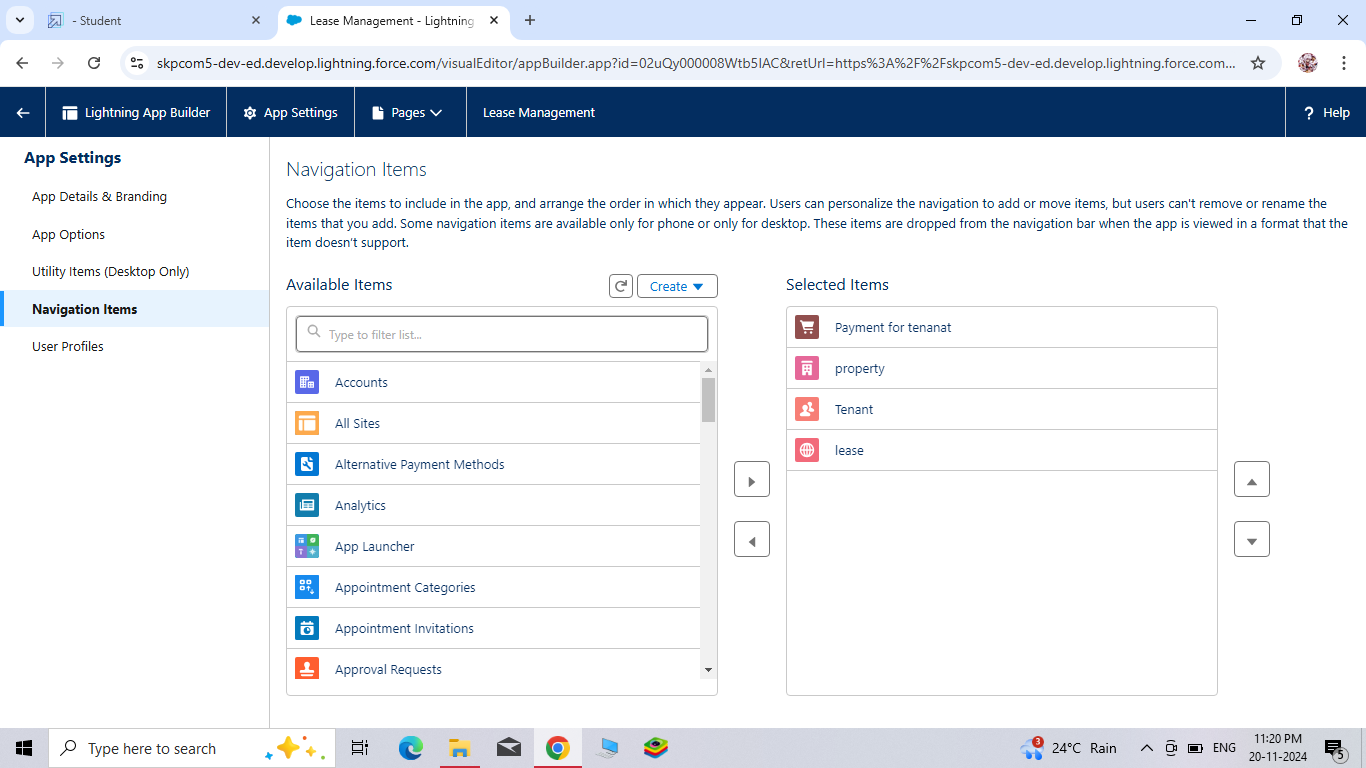 - Student
Lease Management - Lightning
skpcom5-dev-ed.develop.lightning.force.com/visualEditor/appBuilder.app?id=02uQy000008Wtb5IAC&retUrl=https%3A%2F%2Fskpcom5-dev-ed.develop.lightning.force.com...
Lightning App Builder
App Settings
Pages
Lease Management
? Help
App Settings
App Details & Branding
App Options
Utility Items (Desktop Only)
Navigation Items
User Profiles
Navigation Items
Choose the items to include in the app, and arrange the order in which they appear. Users can personalize the navigation to add or move items, but users can't remove or rename the
items that you add. Some navigation items are available only for phone or only for desktop. These items are dropped from the navigation bar when the app is viewed in a format that the
item doesn't support.
Available Items
Create
Type to filter list...
Accounts
All Sites
Alternative Payment Methods
Analytics
App Launcher
Appointment Categories
Appointment Invitations
Approval Requests
Selected Items
Payment for tenanat
property
Tenant
lease
Type here to search
3
24°C Rain
ENG
11:20 PM
20-11-2024
5